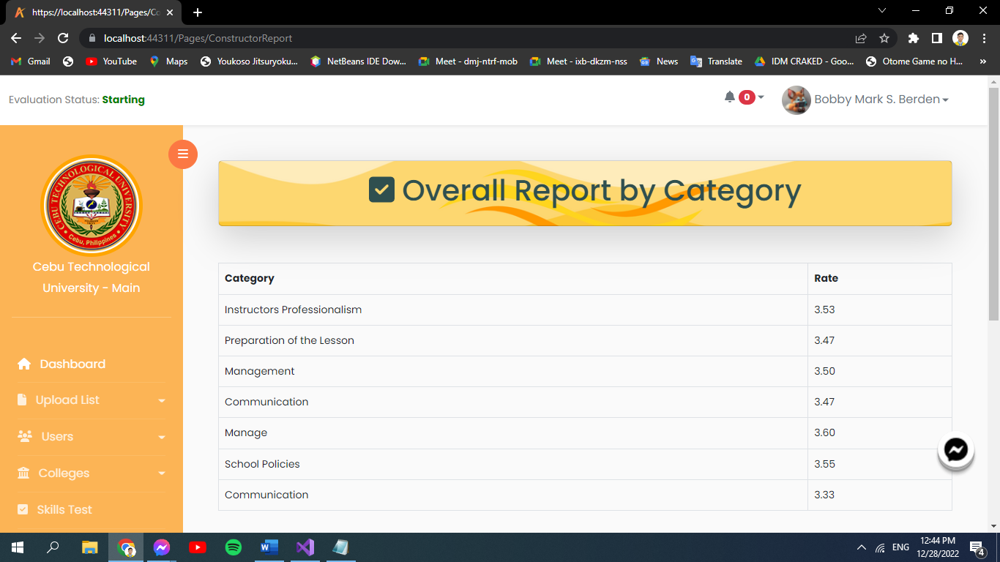 https://localhost:44311/Pages/Co
localhost:44311/Pages/ConstructorReport
Gmail YouTube Maps Youkoso Jitsuryoku... NetBeans IDE Dow... Meet - dmj-ntrf-mob Meet - ixb-dkzm-nss News Translate IDM CRAKED - Goo... Otome Game no H... »
Evaluation Status: Starting
0
Bobby Mark S. Berden
CEBU TECHNOLOGICAL UNIVERSITY
Cebu, Philippines
Cebu Technological
University - Main
Dashboard
Upload List
Users
Colleges
Skills Test
Overall Report by Category
Category Rate
Instructors Professionalism 3.53
Preparation of the Lesson 3.47
Management 3.50
Communication 3.47
Manage 3.60
School Policies 3.55
Communication 3.33
ENG
12:44 PM
12/28/2022
4